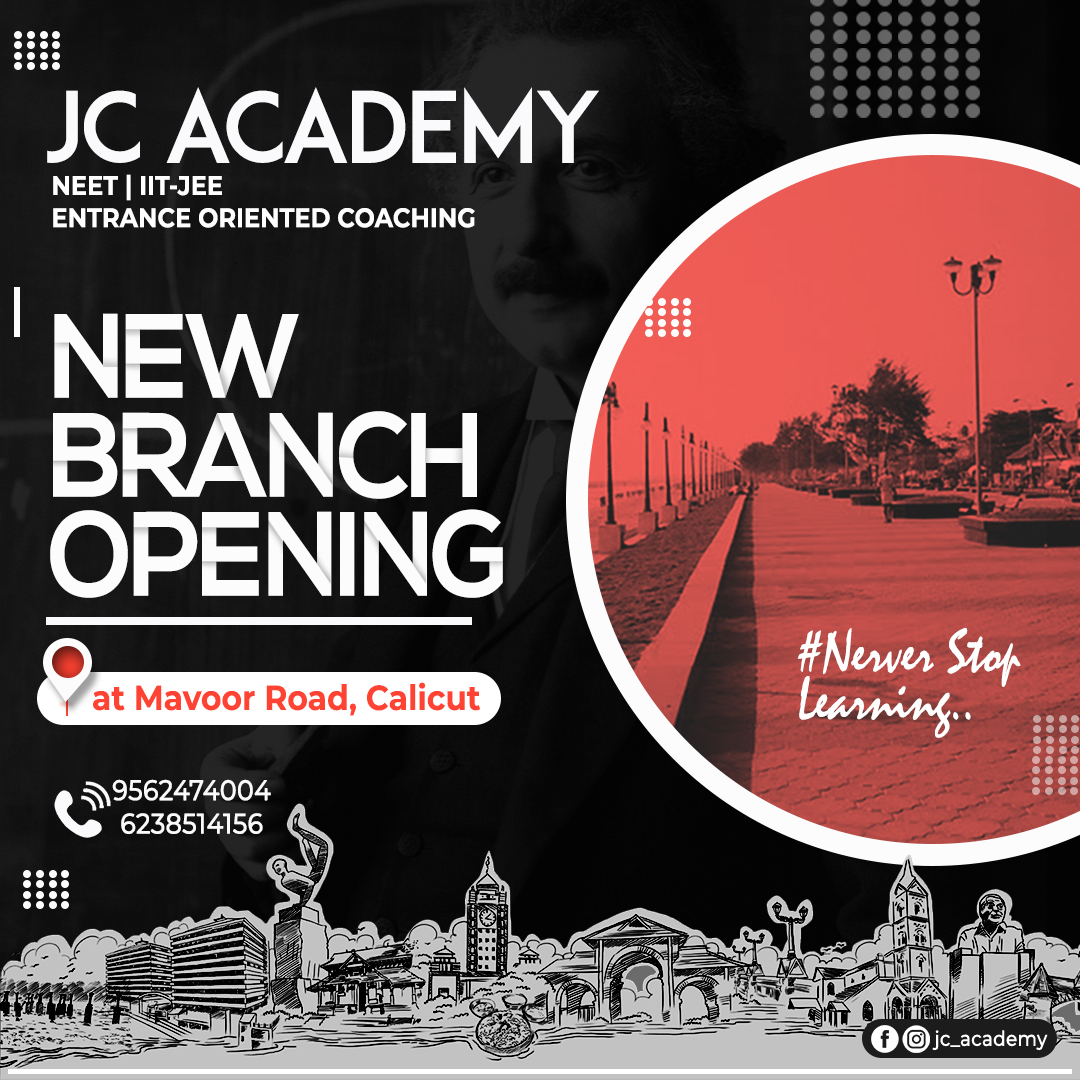 JC ACADEMY
NEET | IIT-JEE
ENTRANCE ORIENTED COACHING
NEW
BRANCH
OPENING
at Mavoor Road, Calicut
#Nerver Stop
Learning..
9562474004
6238514156
jc_academy